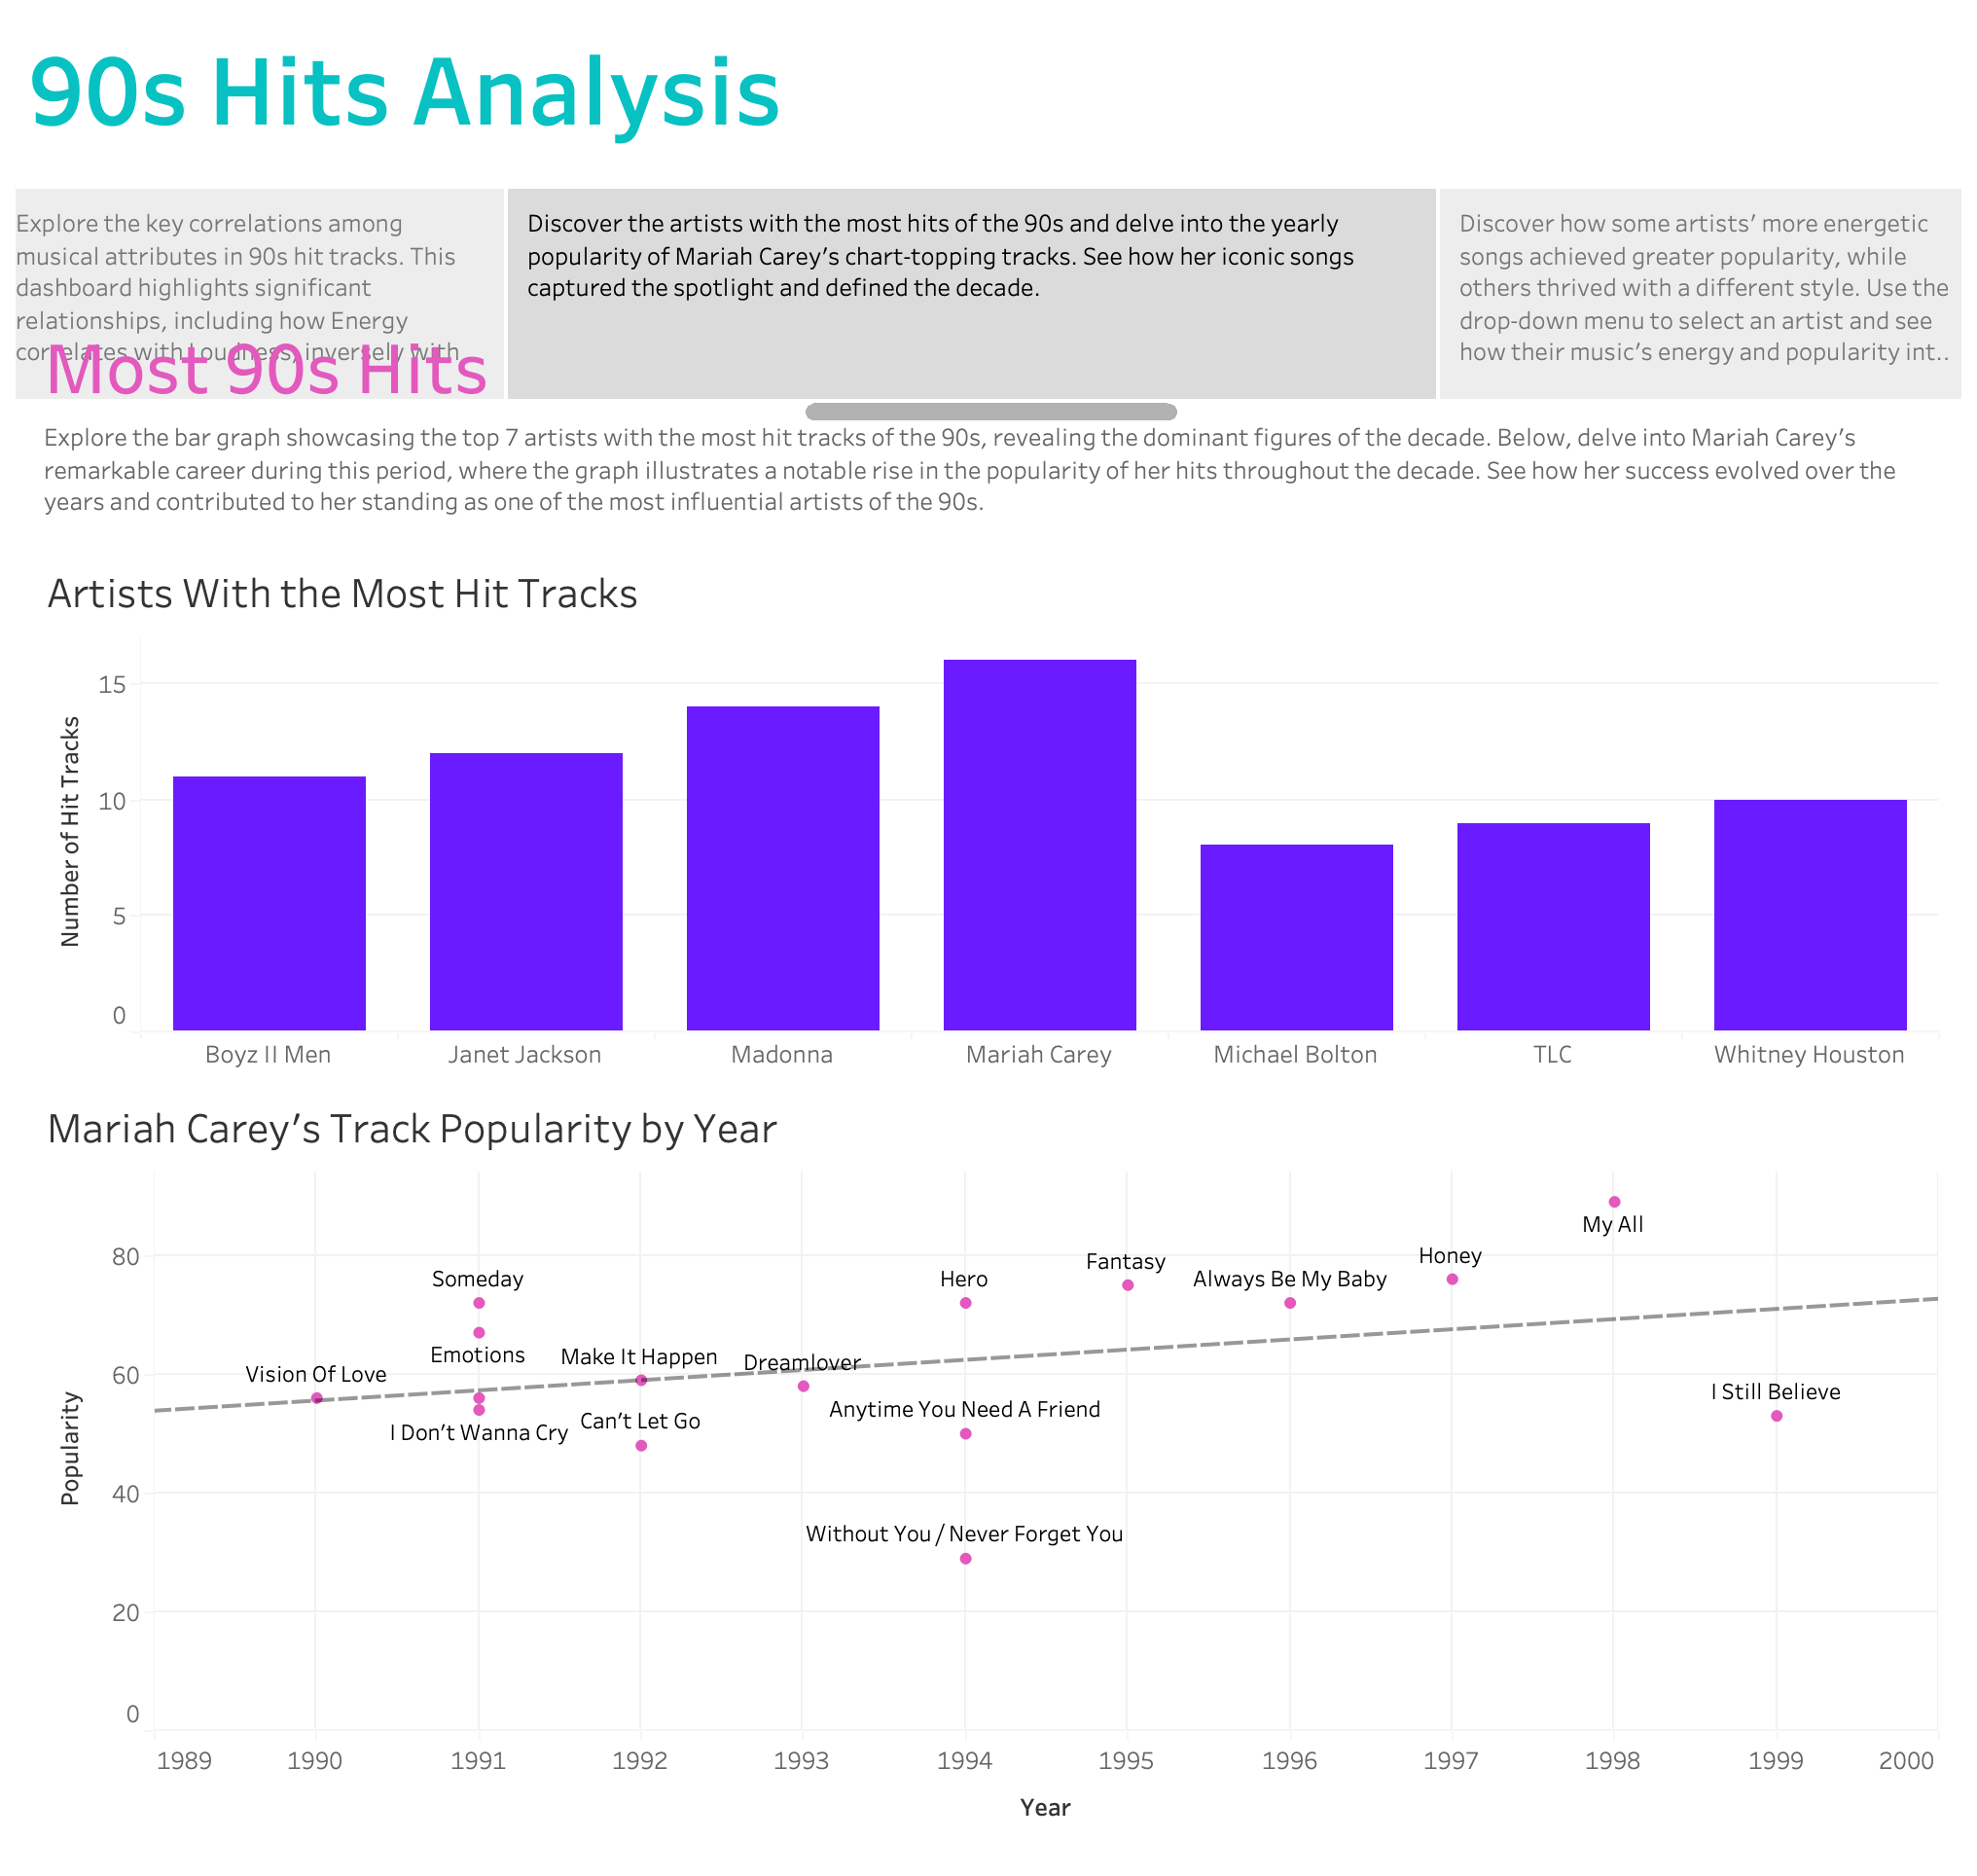 90s Hits Analysis
Explore the key correlations among
musical attributes in 90s hit tracks. This
dashboard highlights significant
relationships, including how Energy
correlates with Loudness, inversely with
Discover the artists with the most hits of the 90s and delve into the yearly
popularity of Mariah Carey's chart-topping tracks. See how her iconic songs
captured the spotlight and defined the decade.
Discover how some artists' more energetic
songs achieved greater popularity, while
others thrived with a different style. Use the
drop-down menu to select an artist and see
how their music's energy and popularity int..
Most 90s Hits
Explore the bar graph showcasing the top 7 artists with the most hit tracks of the 90s, revealing the dominant figures of the decade. Below, delve into Mariah Carey's
remarkable career during this period, where the graph illustrates a notable rise in the popularity of her hits throughout the decade. See how her success evolved over the
years and contributed to her standing as one of the most influential artists of the 90s.
Artists With the Most Hit Tracks
Number of Hit Tracks
15
10
5
0
Boyz II Men Janet Jackson Madonna Mariah Carey Michael Bolton TLC Whitney Houston
Mariah Carey's Track Popularity by Year
Popularity
80
60
40
20
0
My All
Honey
Fantasy
Someday
Hero
Always Be My Baby
Emotions
Make It Happen
Dreamlover
Vision Of Love
I Still Believe
Anytime You Need A Friend
Can't Let Go
I Don't Wanna Cry
Without You / Never Forget You
1989 1990 1991 1992 1993 1994 1995 1996 1997 1998 1999 2000
Year